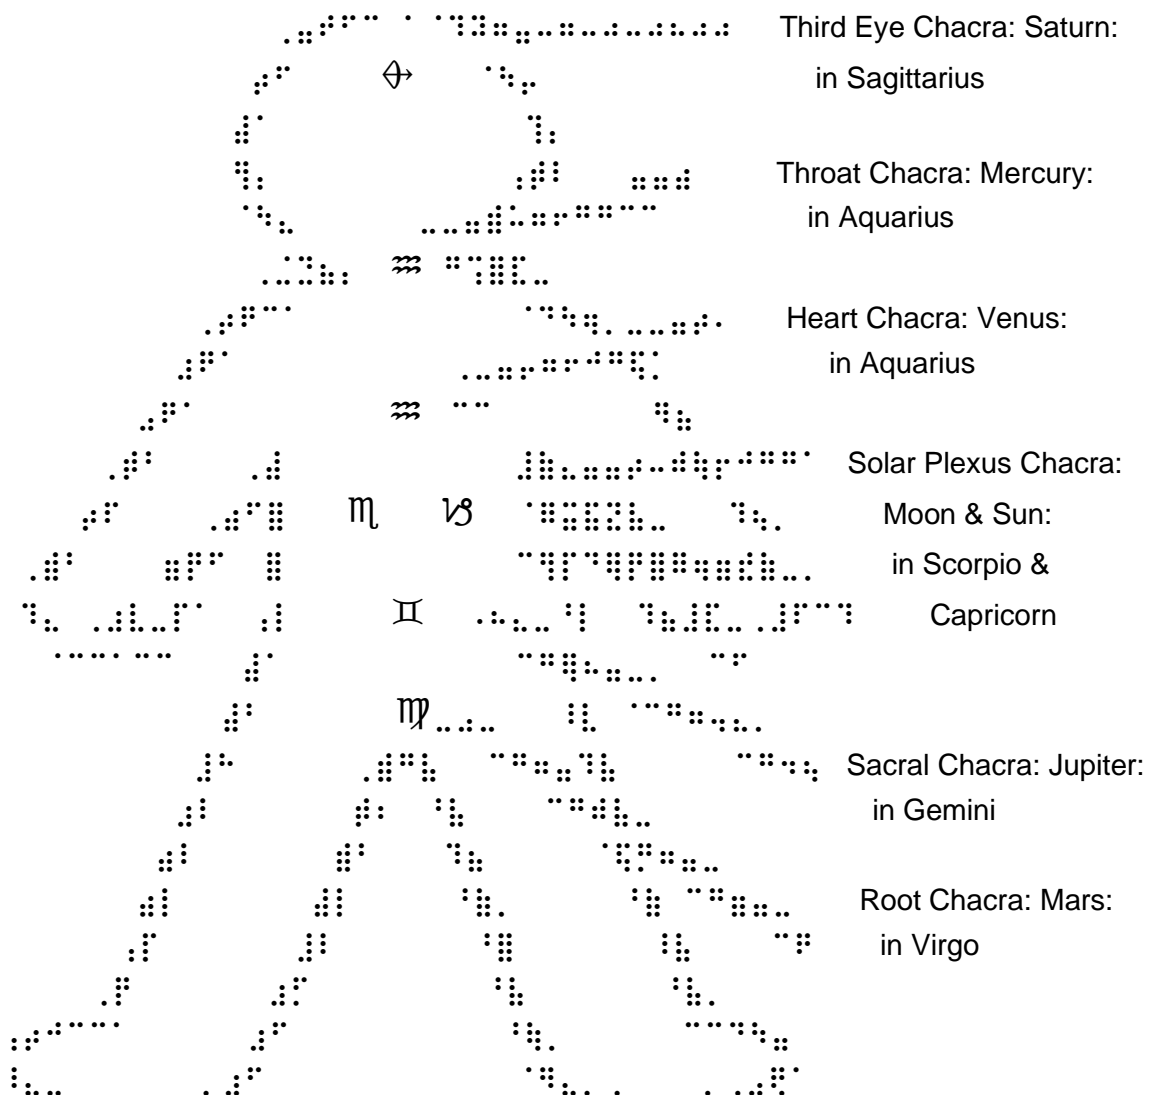 Third Eye Chacra: Saturn:
in Sagittarius
Throat Chacra: Mercury:
in Aquarius
Heart Chacra: Venus:
in Aquarius
Solar Plexus Chacra:
Moon & Sun:
in Scorpio &
Capricorn
Sacral Chacra: Jupiter:
in Gemini
Root Chacra: Mars:
in Virgo